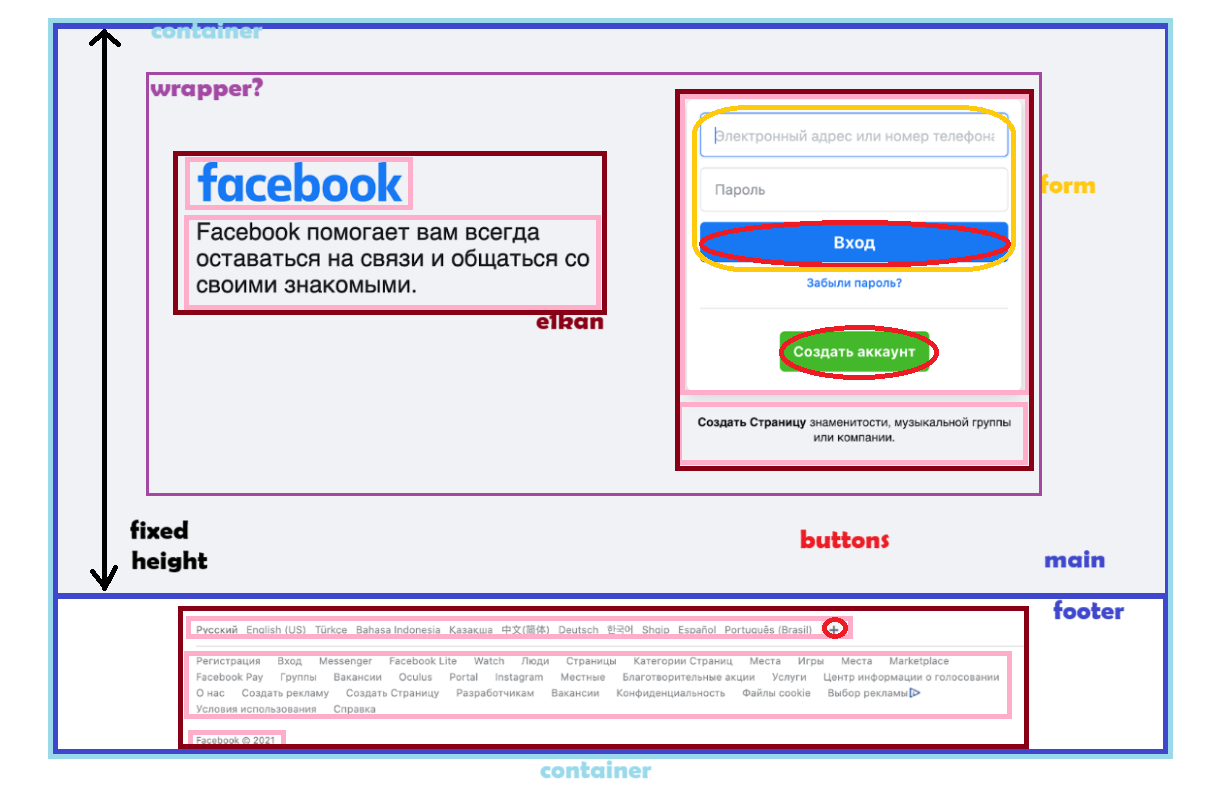 container
wrapper?
Электронный адрес или номер телефона
facebook
form
Пароль
Facebook помогает вам всегда
оставаться на связи и общаться со
своими знакомыми.
Вход
Забыли пароль?
elkan
Создать аккаунт
Создать Страницу знаменитости, музыкальной группы
или компании.
fixed
height
buttons
main
footer
Русский English (US) Türkçe Bahasa Indonesia Қазақша 中文(简体) Deutsch 한국어 Shqip Español Português (Brasil) +
Регистрация Вход Messenger Facebook Lite Watch Люди Страницы Категории Страниц Места Игры Места Marketplace
Facebook Pay Группы Вакансии Oculus Portal Instagram Местные Благотворительные акции Услуги Центр информации о голосовании
О нас Создать рекламу Создать Страницу Разработчикам Вакансии Конфиденциальность Файлы cookie Выбор рекламы
Условия использования Справка
Facebook © 2021
container